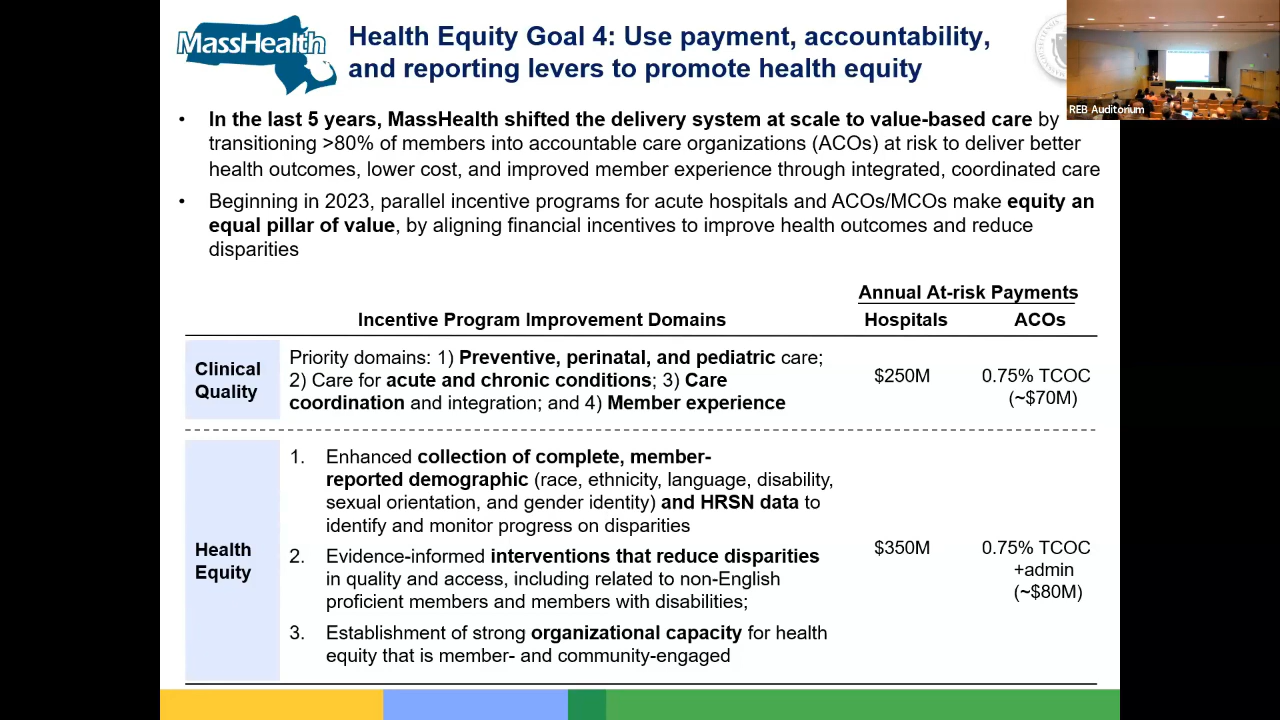 MassHealth
Health Equity Goal 4: Use payment, accountability,
and reporting levers to promote health equity
REB Auditorium
• In the last 5 years, MassHealth shifted the delivery system at scale to value-based care by
transitioning >80% of members into accountable care organizations (ACOs) at risk to deliver better
health outcomes, lower cost, and improved member experience through integrated, coordinated care
• Beginning in 2023, parallel incentive programs for acute hospitals and ACOs/MCOs make equity an
equal pillar of value, by aligning financial incentives to improve health outcomes and reduce
disparities
Annual At-risk Payments
Incentive Program Improvement Domains Hospitals ACOs
Clinical
Quality
Priority domains: 1) Preventive, perinatal, and pediatric care;
2) Care for acute and chronic conditions; 3) Care
coordination and integration; and 4) Member experience
$250M
0.75% TCOC
(~$70M)
Health
Equity
1. Enhanced collection of complete, member-
reported demographic (race, ethnicity, language, disability,
sexual orientation, and gender identity) and HRSN data to
identify and monitor progress on disparities
2. Evidence-informed interventions that reduce disparities
in quality and access, including related to non-English
proficient members and members with disabilities;
3. Establishment of strong organizational capacity for health
equity that is member- and community-engaged
$350M
0.75% TCOC
+admin
(~$80M)